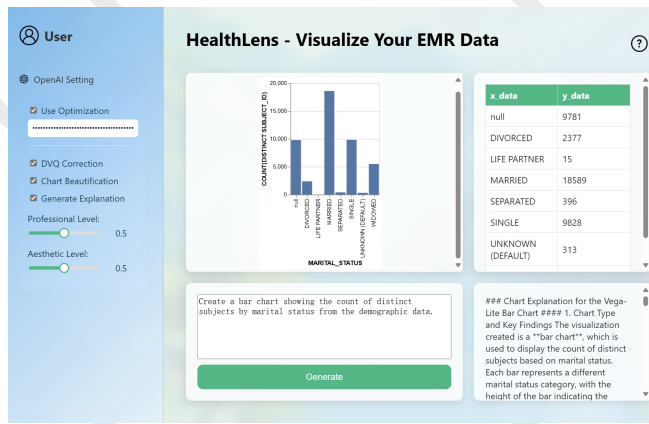 User
HealthLens - Visualize Your EMR Data
?
OpenAI Setting
Use Optimization
DVQ Correction
Chart Beautification
Generate Explanation
Professional Level:
0.5
Aesthetic Level:
0.5
20,000
15,000
10,000
5,000
0
COUNT(DISTINCT SUBJECT_ID)
null
DIVORCED
LIFE PARTNER
MARRIED
SEPARATED
SINGLE
UNKNOWN (DEFAULT)
WIDOWED
MARITAL_STATUS
x_data y_data
null 9781
DIVORCED 2377
LIFE PARTNER 15
MARRIED 18589
SEPARATED 396
SINGLE 9828
UNKNOWN
(DEFAULT) 313
Create a bar chart showing the count of distinct
subjects by marital status from the demographic data.
Generate
### Chart Explanation for the Vega-
Lite Bar Chart #### 1. Chart Type
and Key Findings The visualization
created is a **bar chart**, which is
used to display the count of distinct
subjects based on marital status.
Each bar represents a different
marital status category, with the
height of the bar indicating the